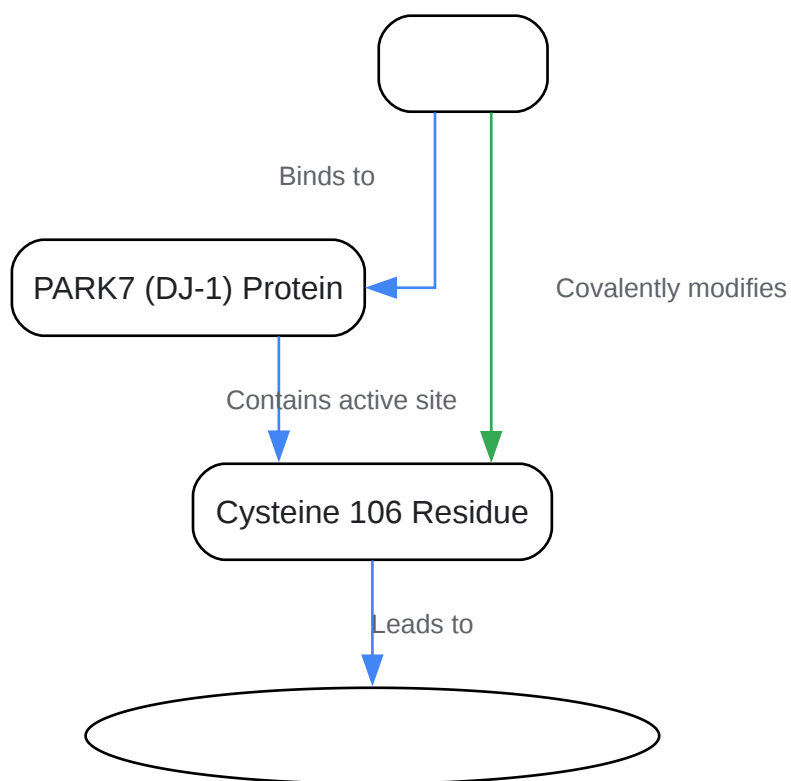 Binds to
PARK7 (DJ-1) Protein
Covalently modifies
Contains active site
Cysteine 106 Residue
Leads to